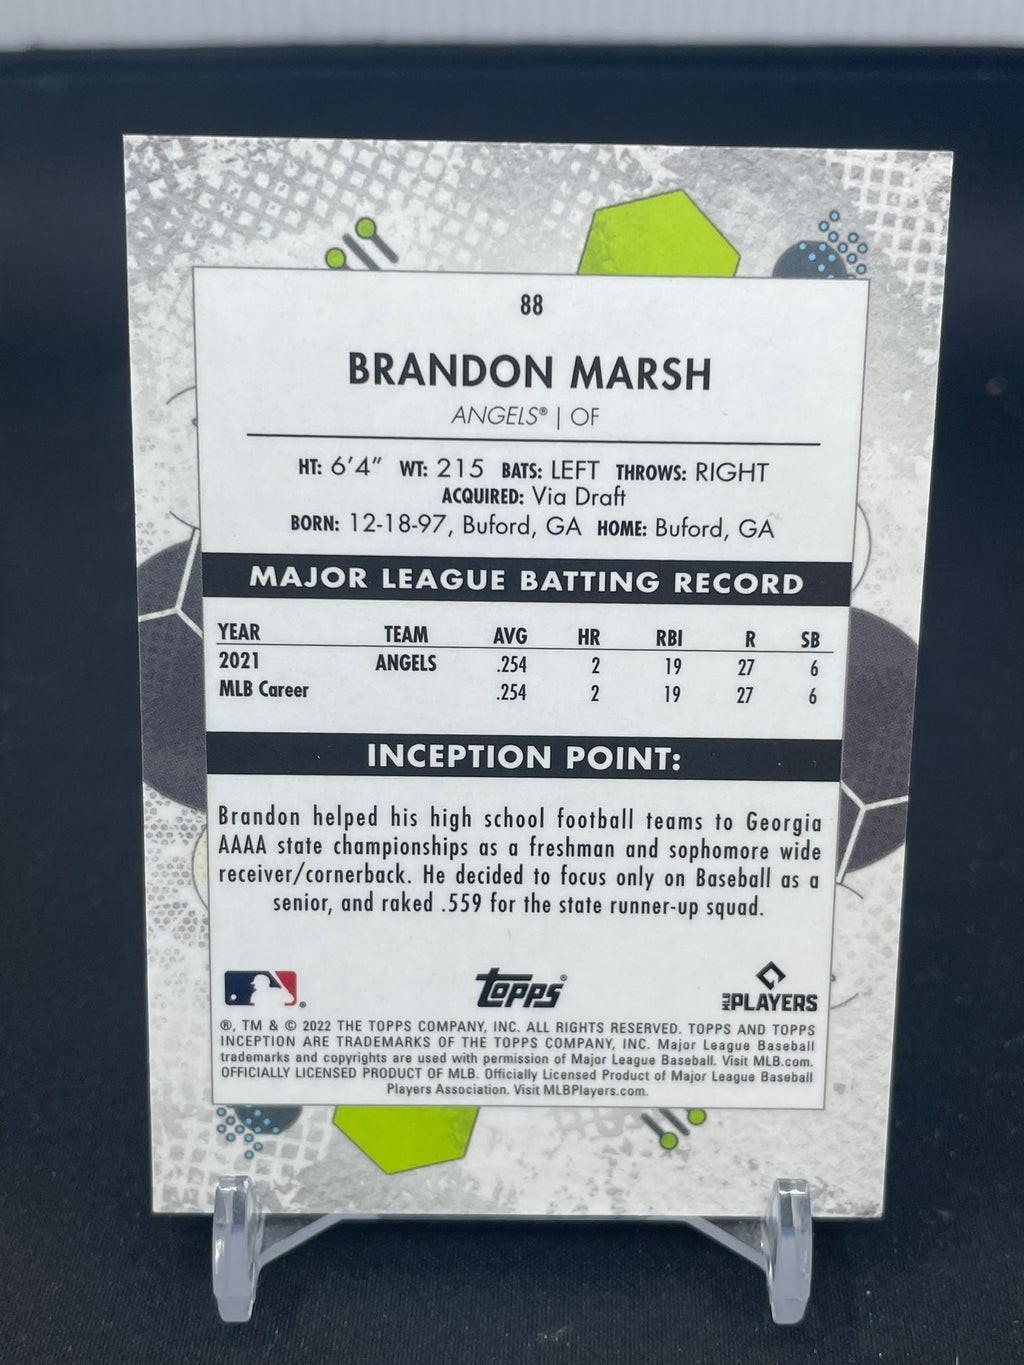 88
BRANDON MARSH
ANGELS® | OF
HT: 6'4" WT: 215 BATS: LEFT THROWS: RIGHT
ACQUIRED: Via Draft
BORN: 12-18-97, Buford, GA HOME: Buford, GA
MAJOR LEAGUE BATTING RECORD
YEAR TEAM AVG HR RBI R SB
2021 ANGELS .254 2 19 27 6
MLB Career .254 2 19 27 6
INCEPTION POINT:
Brandon helped his high school football teams to Georgia
AAAA state championships as a freshman and sophomore wide
receiver/cornerback. He decided to focus only on Baseball as a
senior, and raked .559 for the state runner-up squad.
® Topps® MLB PLAYERS
®, TM & © 2022 THE TOPPS COMPANY, INC. ALL RIGHTS RESERVED. TOPPS AND TOPPS
INCEPTION ARE TRADEMARKS OF THE TOPPS COMPANY, INC. Major League Baseball
trademarks and copyrights are used with permission of Major League Baseball. Visit MLB.com.
OFFICIALLY LICENSED PRODUCT OF MLB. Officially Licensed Product of Major League Baseball
Players Association. Visit MLBPlayers.com.